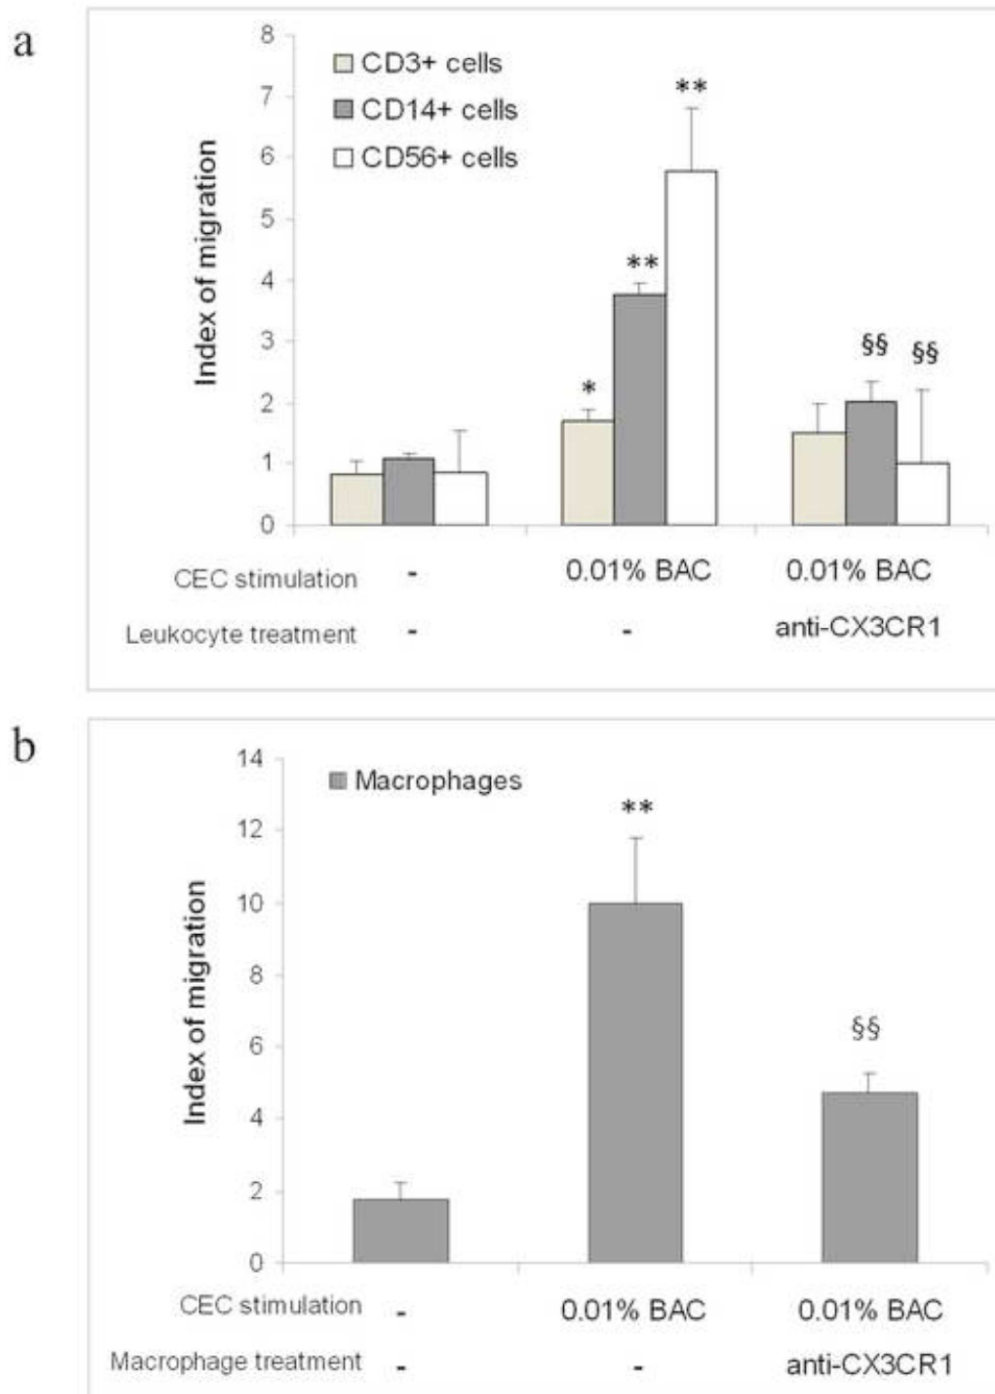 a
8
7
6
5
4
3
2
1
0
Index of migration
CD3+ cells
CD14+ cells
CD56+ cells
*
**
**
§§
§§
CEC stimulation - 0.01% BAC 0.01% BAC
Leukocyte treatment - - anti-CX3CR1
b
14
12
10
8
6
4
2
0
Index of migration
Macrophages
**
§§
CEC stimulation - 0.01% BAC 0.01% BAC
Macrophage treatment - - anti-CX3CR1